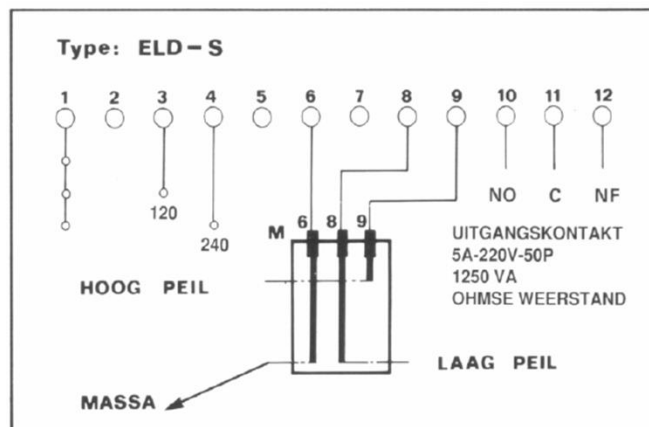 Type: ELD-S
1 2 3 4 5 6 7 8 9 10 11 12
120
240
NO C NF
M 6 8 9
UITGANGSKONTAKT
5A-220V-50P
1250 VA
OHMSE WEERSTAND
HOOG PEIL
LAAG PEIL
MASSA